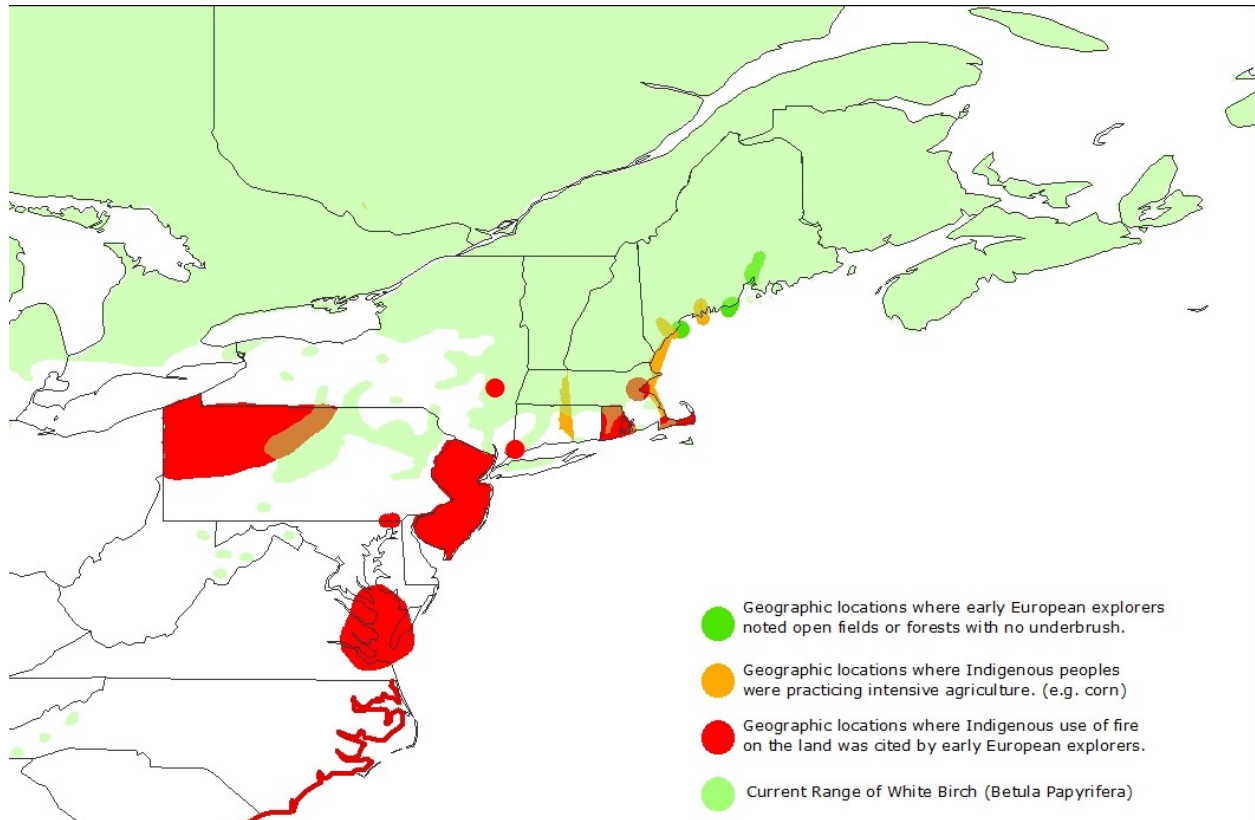 Geographic locations where early European explorers
noted open fields or forests with no underbrush.
Geographic locations where Indigenous peoples
were practicing intensive agriculture. (e.g. corn)
Geographic locations where Indigenous use of fire
on the land was cited by early European explorers.
Current Range of White Birch (Betula Papyrifera)